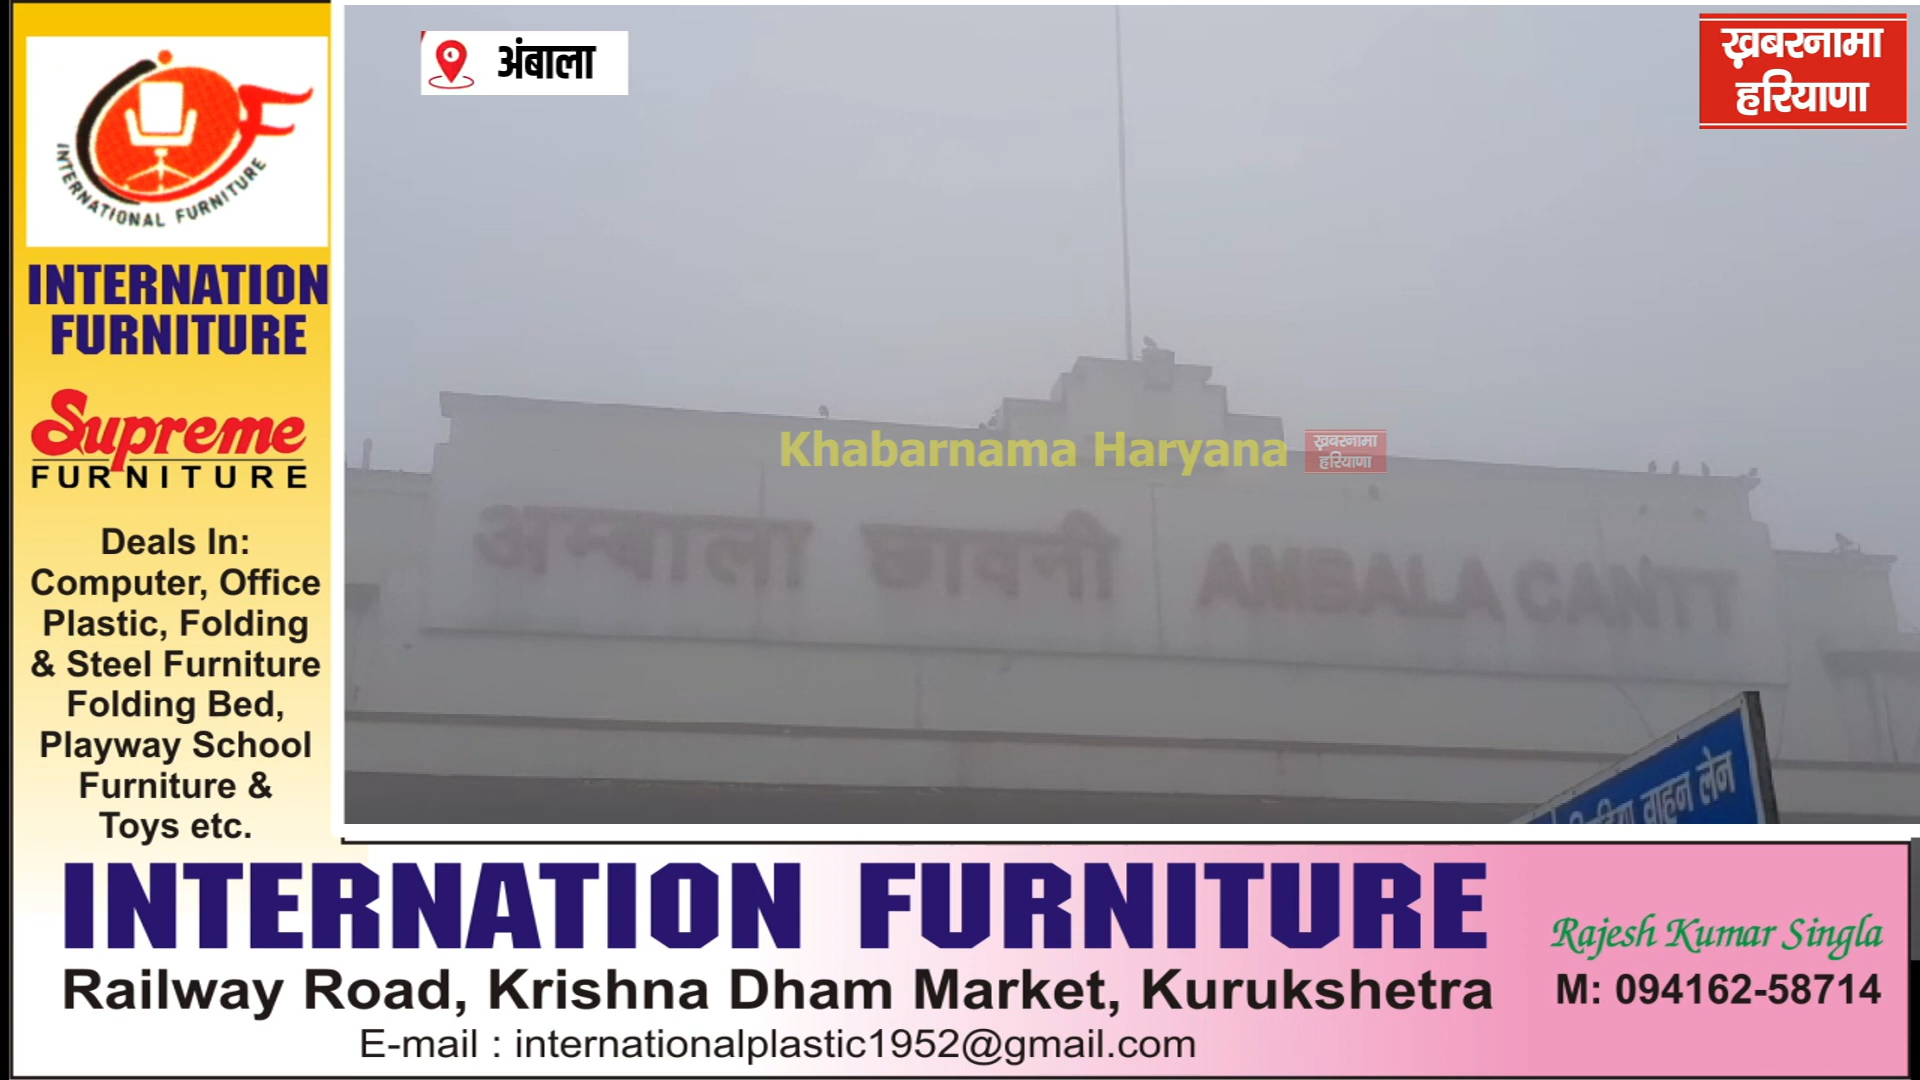 INTERNATIONAL FURNITURE
INTERNATION
FURNITURE
Supreme
FURNITURE
Deals In:
Computer, Office
Plastic, Folding
& Steel Furniture
Folding Bed,
Playway School
Furniture &
Toys etc.
अंबाला
ख़बरनामा
हरियाणा
Khabarnama Haryana
ख़बरनामा
हरियाणा
अम्बाला छावनी AMBALA CANTT
वाहन लेन
INTERNATION FURNITURE
Railway Road, Krishna Dham Market, Kurukshetra
E-mail : internationalplastic1952@gmail.com
Rajesh Kumar Singla
M: 094162-58714